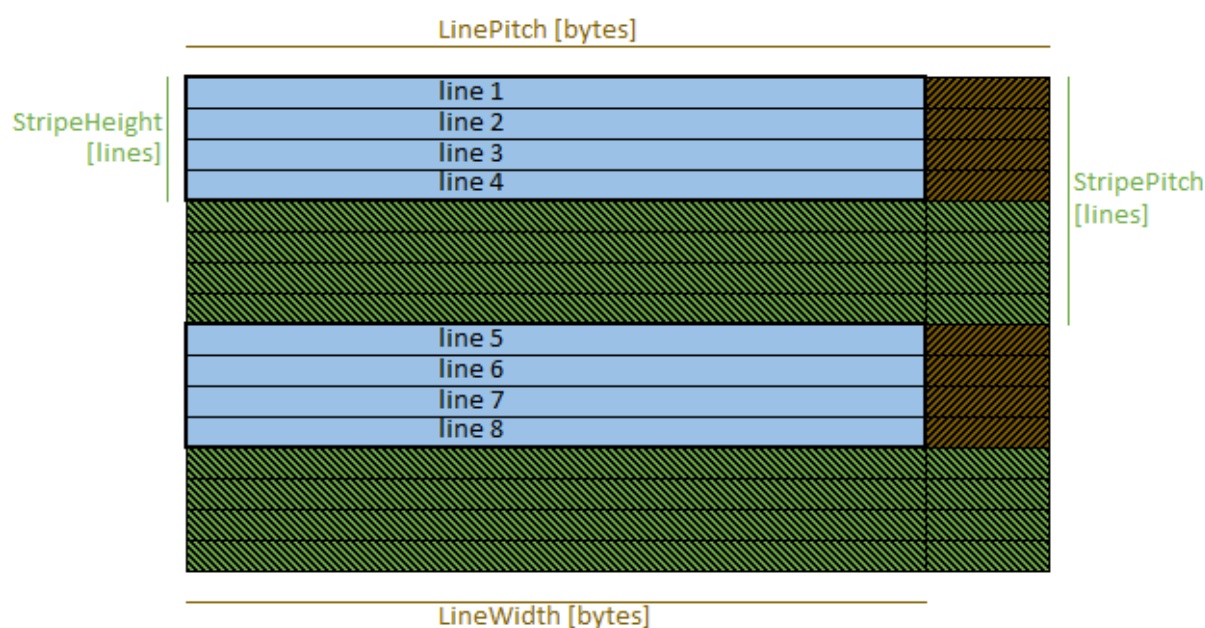 LinePitch [bytes]
line 1
line 2
line 3
line 4
StripeHeight
[lines]
StripePitch
[lines]
line 5
line 6
line 7
line 8
LineWidth [bytes]